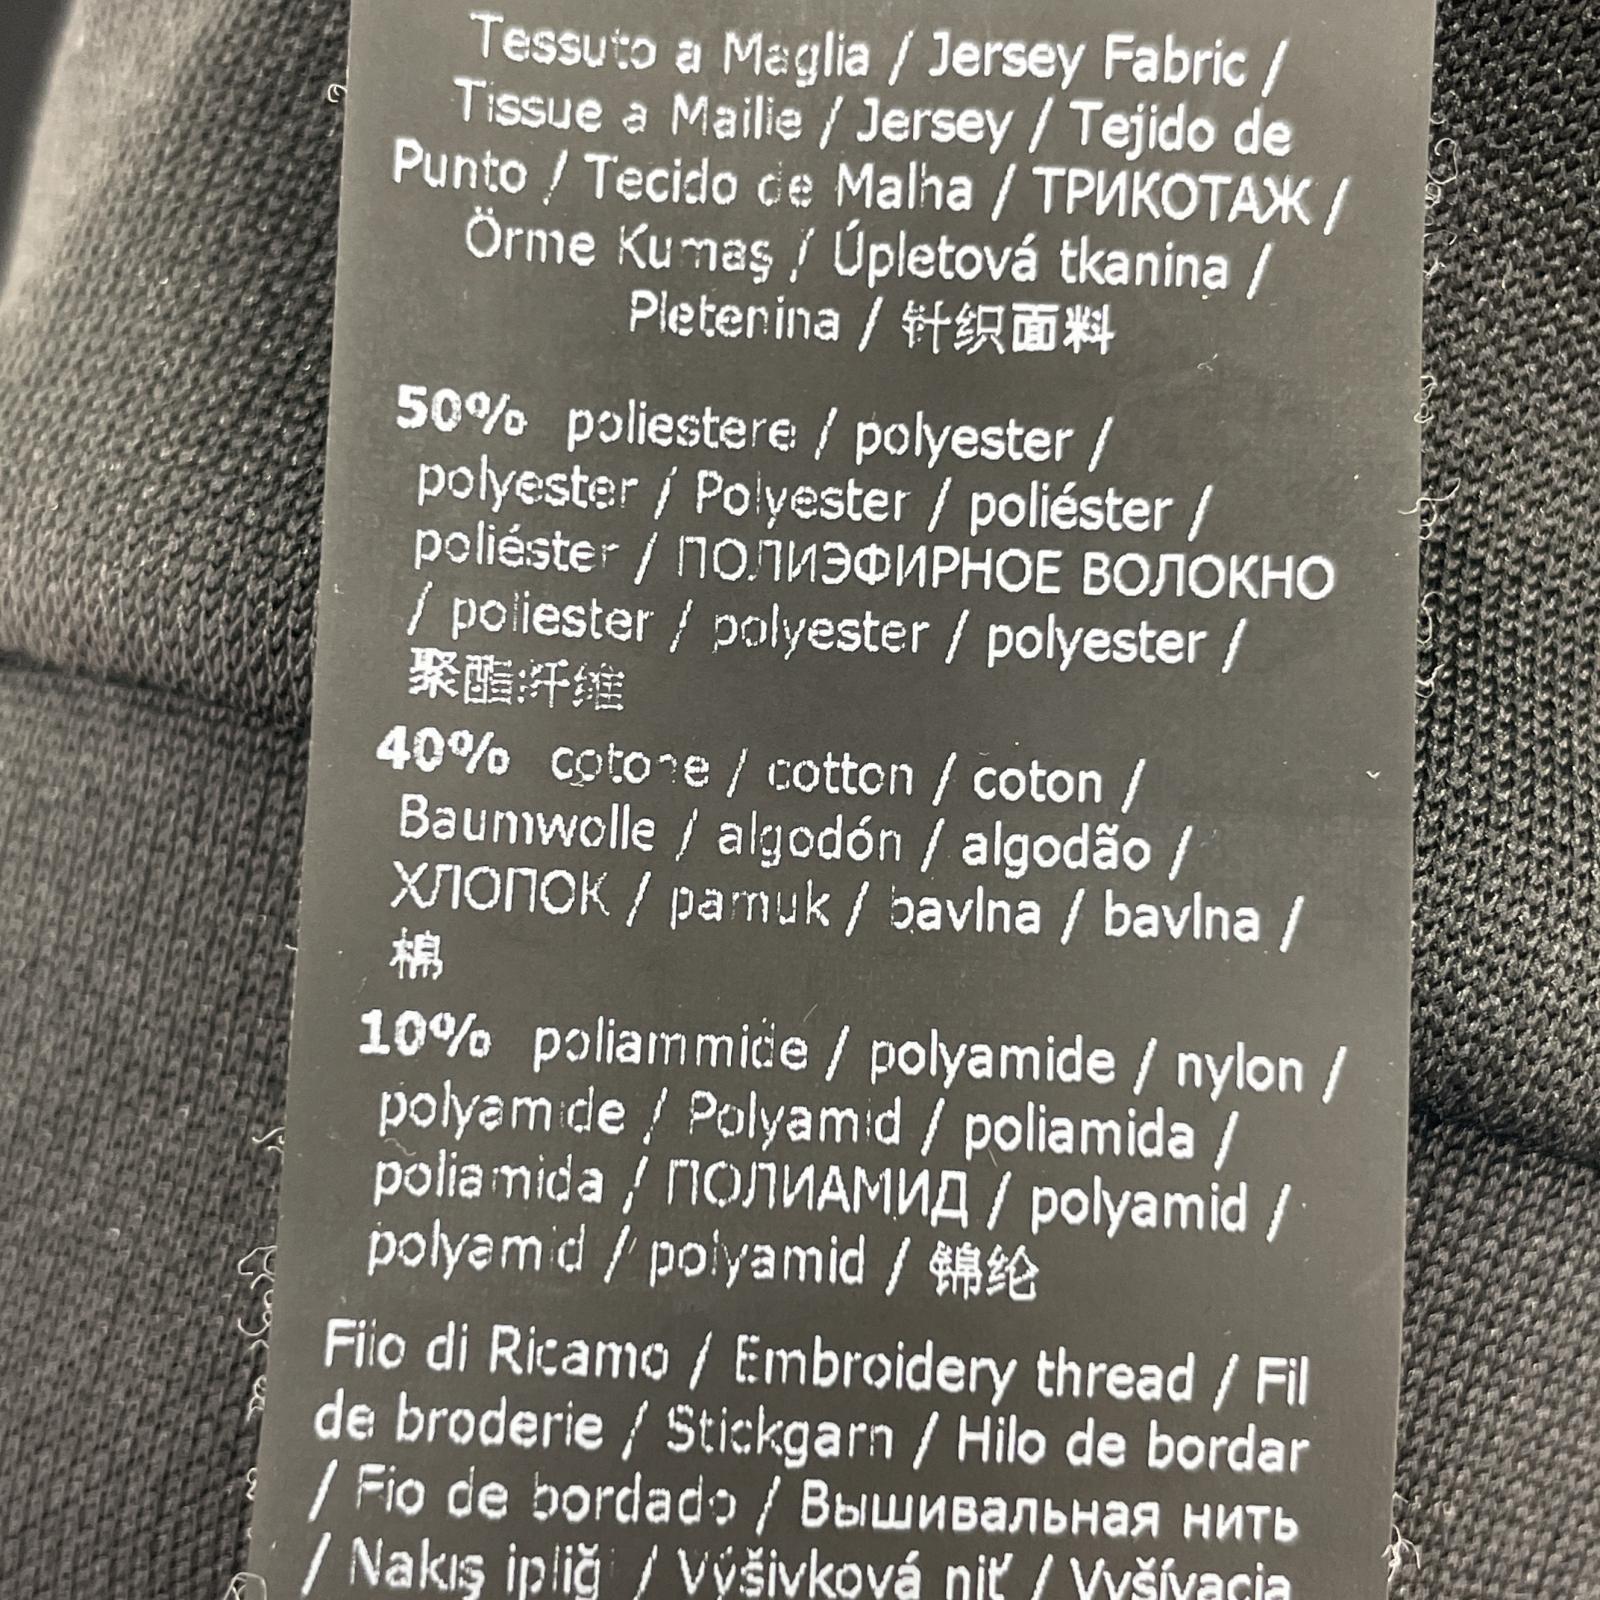 Tessuto a Maglia / Jersey Fabric /
Tissue a Mailie / Jersey / Tejido de
Punto / Tecido de Malha / ТРИКОТАЖ /
Örme Kumaş / Úpletová tkanina /
Pletenina / 针织面料
50% poliestere / polyester /
polyester / Polyester / poliéster /
poliéster / ПОЛИЭФИРНОЕ ВОЛОКНО
/ poliester / polyester / polyester /
聚酯纤维
40% cotone / cotton / coton /
Baumwolle / algodón / algodão /
ХЛОПОК / pamuk / bavlna / bavlna /
棉
10% poliammide / polyamide / nylon /
polyamide / Polyamid / poliamida /
poliamida / ПОЛИАМИД / polyamid /
polyamid / polyamid / 锦纶
Filo di Ricamo / Embroidery thread / Fil
de broderie / Stickgarn / Hilo de bordar
/ Fio de bordado / Вышивальная нить
/ Nakış ipliği / Výšivková niť / Vyšívacia